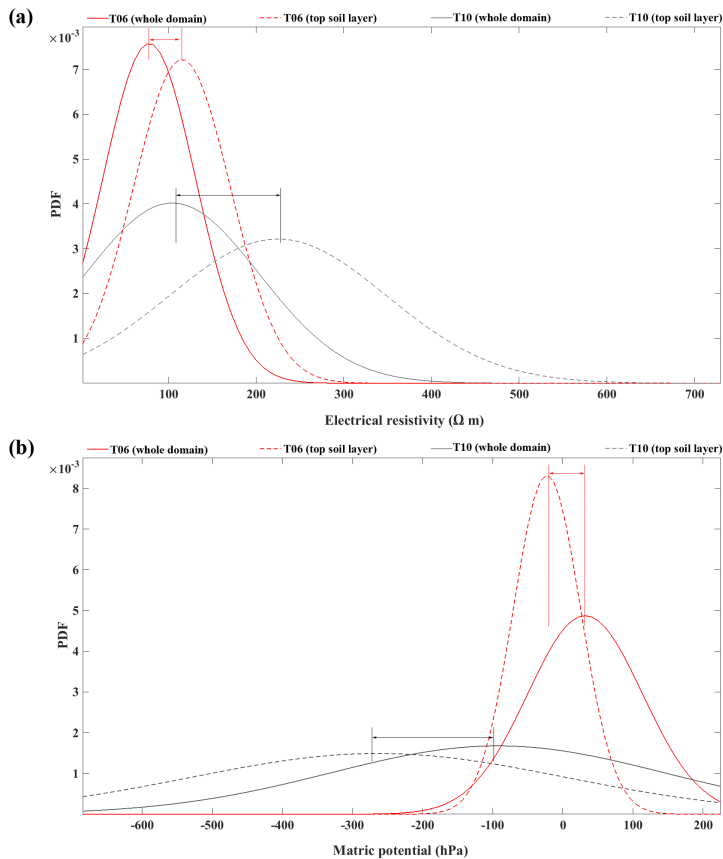 (a)
T06 (whole domain) T06 (top soil layer) T10 (whole domain) T10 (top soil layer)
×10⁻³
7
6
5
4
3
2
1
PDF
100 200 300 400 500 600 700
Electrical resistivity (Ω m)
(b)
T06 (whole domain) T06 (top soil layer) T10 (whole domain) T10 (top soil layer)
×10⁻³
8
7
6
5
4
3
2
1
PDF
-600 -500 -400 -300 -200 -100 0 100 200
Matric potential (hPa)